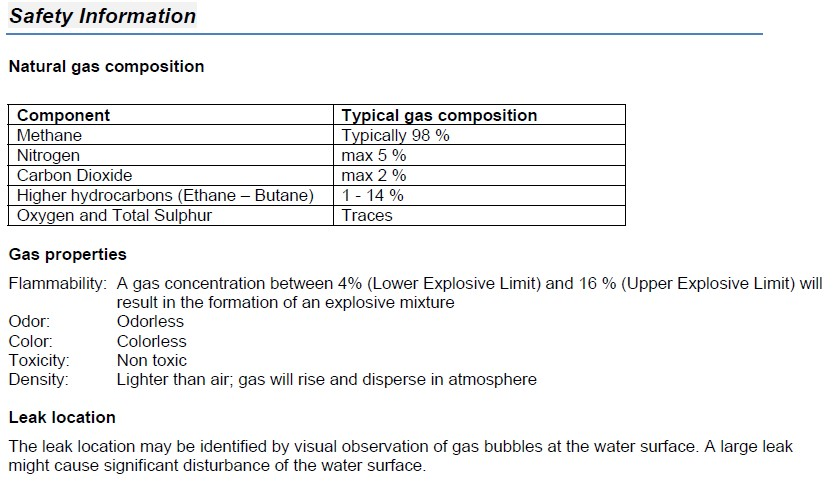 Safety Information
Natural gas composition
Component Typical gas composition
Methane Typically 98 %
Nitrogen max 5 %
Carbon Dioxide max 2 %
Higher hydrocarbons (Ethane – Butane) 1 - 14 %
Oxygen and Total Sulphur Traces
Gas properties
Flammability: A gas concentration between 4% (Lower Explosive Limit) and 16 % (Upper Explosive Limit) will
result in the formation of an explosive mixture
Odor: Odorless
Color: Colorless
Toxicity: Non toxic
Density: Lighter than air; gas will rise and disperse in atmosphere
Leak location
The leak location may be identified by visual observation of gas bubbles at the water surface. A large leak
might cause significant disturbance of the water surface.